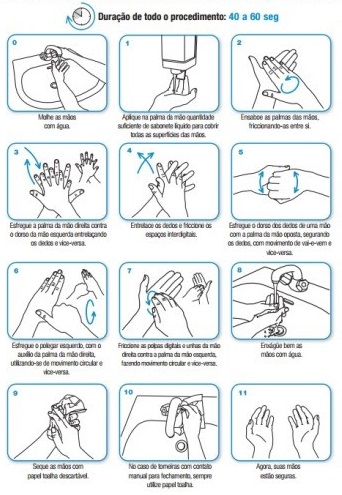 Duração de todo o procedimento: 40 a 60 seg
0
1
2
Molhe as mãos
com água.
Aplique na palma da mão quantidade
suficiente de sabonete líquido para cobrir
todas as superfícies das mãos.
Ensaboe as palmas das mãos,
friccionando-as entre si.
3
4
5
Esfregue a palma da mão direita contra
o dorso da mão esquerda entrelaçando
os dedos e vice-versa.
Entrelace os dedos e friccione os
espaços interdigitais.
Esfregue o dorso dos dedos de uma mão
com a palma da mão oposta, segurando
os dedos, com movimento de vai-e-vem e
vice-versa.
6
7
8
Esfregue o polegar esquerdo, com o
auxílio da palma da mão direita,
utilizando-se de movimento circular e
vice-versa.
Friccione as polpas digitais e unhas da mão
direita contra a palma da mão esquerda,
fazendo movimento circular e vice-versa.
Enxágüe bem as
mãos com água.
9
10
11
Seque as mãos com
papel toalha descartável.
No caso de torneiras com contato
manual para fechamento, sempre
utilize papel toalha.
Agora, suas mãos
estão seguras.